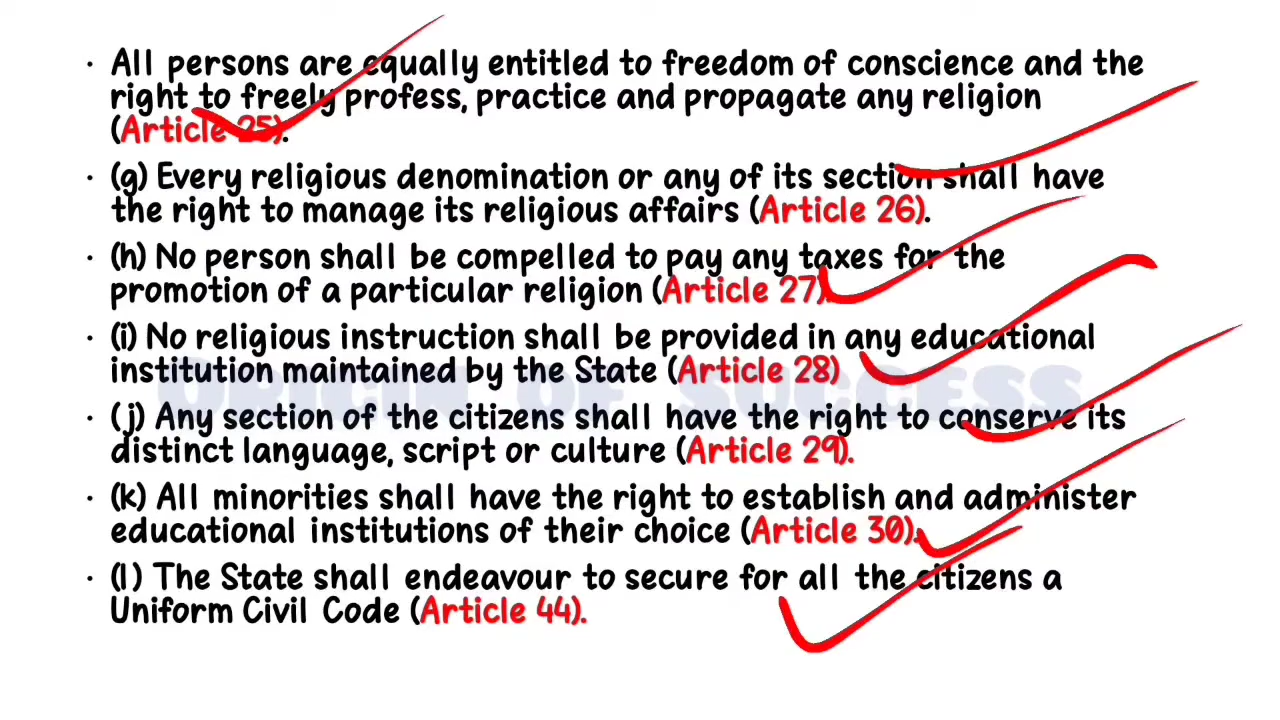 • All persons are equally entitled to freedom of conscience and the
right to freely profess, practice and propagate any religion
(Article 25).
• (g) Every religious denomination or any of its section shall have
the right to manage its religious affairs (Article 26).
• (h) No person shall be compelled to pay any taxes for the
promotion of a particular religion (Article 27).
• (i) No religious instruction shall be provided in any educational
institution maintained by the State (Article 28)
• (j) Any section of the citizens shall have the right to conserve its
distinct language, script or culture (Article 29).
• (k) All minorities shall have the right to establish and administer
educational institutions of their choice (Article 30).
• (l) The State shall endeavour to secure for all the citizens a
Uniform Civil Code (Article 44).
ORIGIN OF SUCCESS